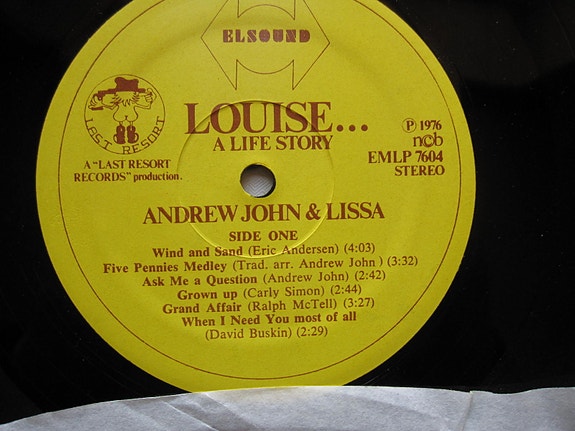 ELSOUND
LAST RESORT
LOUISE...
A LIFE STORY
Ⓟ 1976
ncb
EMLP 7604
STEREO
A "LAST RESORT
RECORDS" production.
ANDREW JOHN & LISSA
SIDE ONE
Wind and Sand (Eric Andersen) (4:03)
Five Pennies Medley (Trad. arr. Andrew John ) (3:32)
Ask Me a Question (Andrew John) (2:42)
Grown up (Carly Simon) (2:44)
Grand Affair (Ralph McTell) (3:27)
When I Need You most of all
(David Buskin) (2:29)